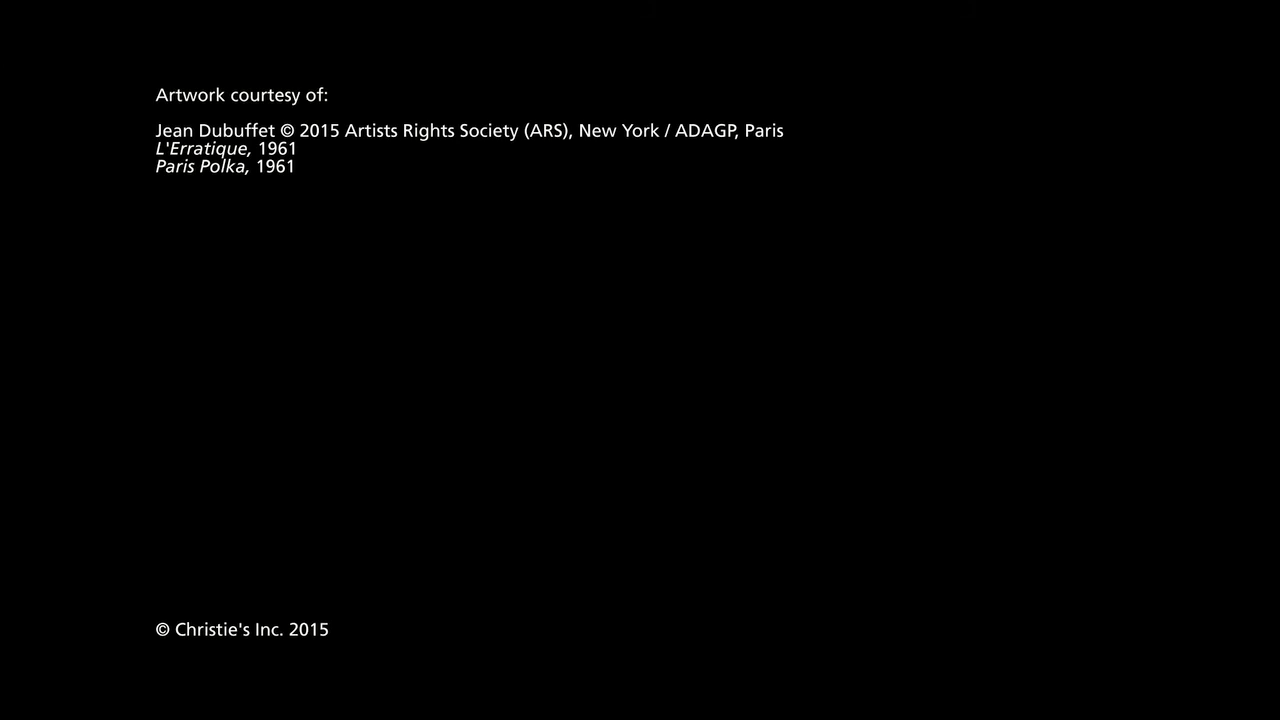 Artwork courtesy of:
Jean Dubuffet © 2015 Artists Rights Society (ARS), New York / ADAGP, Paris
L'Erratique, 1961
Paris Polka, 1961
© Christie's Inc. 2015